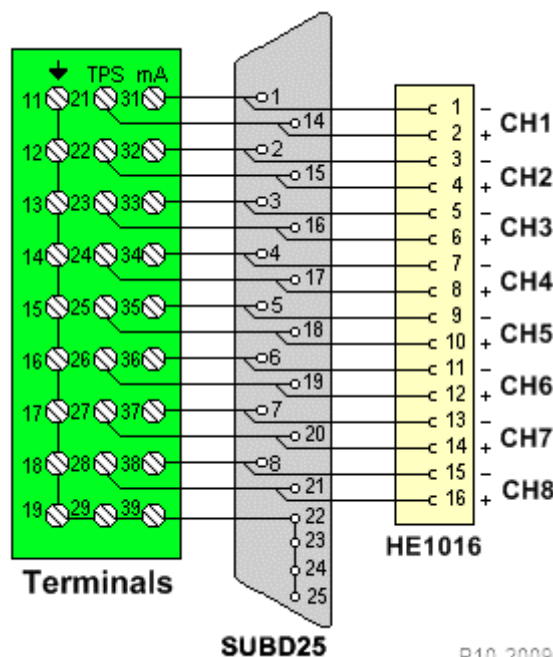 TPS mA
11 21 31 1
1 − CH1
14
2 +
12 22 32 2
3 − CH2
15
4 +
13 23 33 3
5 − CH3
16
6 +
14 24 34 4
7 − CH4
17
8 +
15 25 35 5
9 − CH5
18
10 +
16 26 36 6
11 − CH6
19
12 +
17 27 37 7
13 − CH7
20
14 +
18 28 38 8
15 − CH8
21
16 +
19 29 39 22
23
24
25
HE1016
Terminals
SUBD25